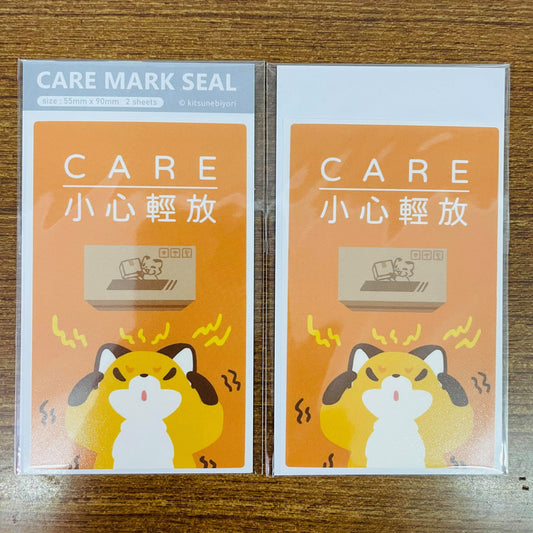 CARE MARK SEAL
size : 55mm x 90mm 2 sheets
© kitsunebiyori
CARE
小心輕放
CARE
小心輕放